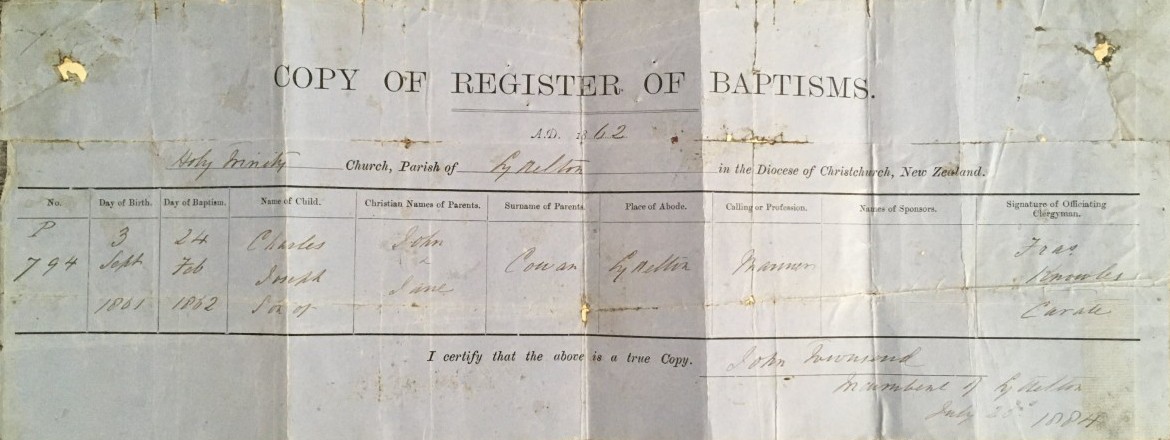 COPY OF REGISTER OF BAPTISMS.
A.D. 1862
Holy Trinity Church, Parish of Lyttelton in the Diocese of Christchurch, New Zealand.
No. Day of Birth. Day of Baptism. Name of Child. Christian Names of Parents. Surname of Parents. Place of Abode. Calling or Profession. Names of Sponsors. Signature of Officiating Clergyman.
P 3 24 Charles John Fras
794 Sept Feb Joseph & Cowan Lyttelton Mariner Knowles
1861 1862 Son of Jane Curate
I certify that the above is a true Copy. John Townsend
Incumbent of Lyttelton
July 1884